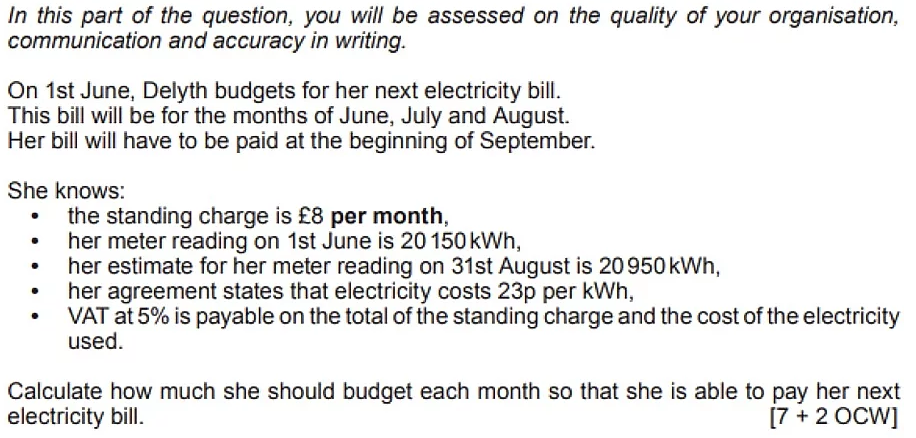 In this part of the question, you will be assessed on the quality of your organisation,
communication and accuracy in writing.
On 1st June, Delyth budgets for her next electricity bill.
This bill will be for the months of June, July and August.
Her bill will have to be paid at the beginning of September.
She knows:
• the standing charge is £8 per month,
• her meter reading on 1st June is 20 150 kWh,
• her estimate for her meter reading on 31st August is 20 950 kWh,
• her agreement states that electricity costs 23p per kWh,
• VAT at 5% is payable on the total of the standing charge and the cost of the electricity
used.
Calculate how much she should budget each month so that she is able to pay her next
electricity bill. [7 + 2 OCW]